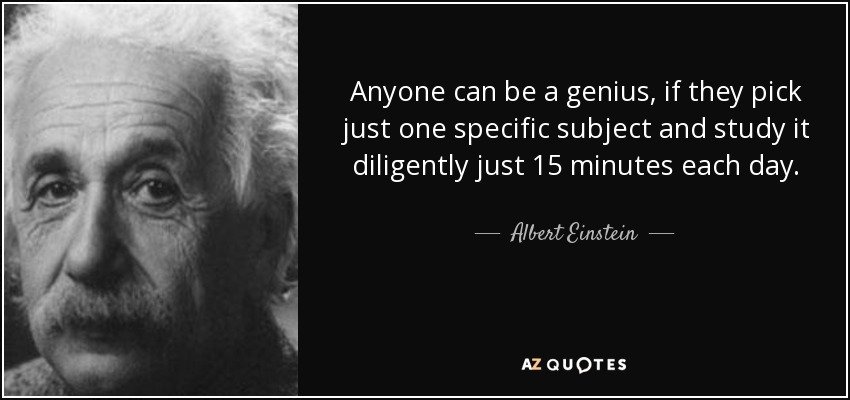 Anyone can be a genius, if they pick
just one specific subject and study it
diligently just 15 minutes each day.
Albert Einstein
AZ QUOTES